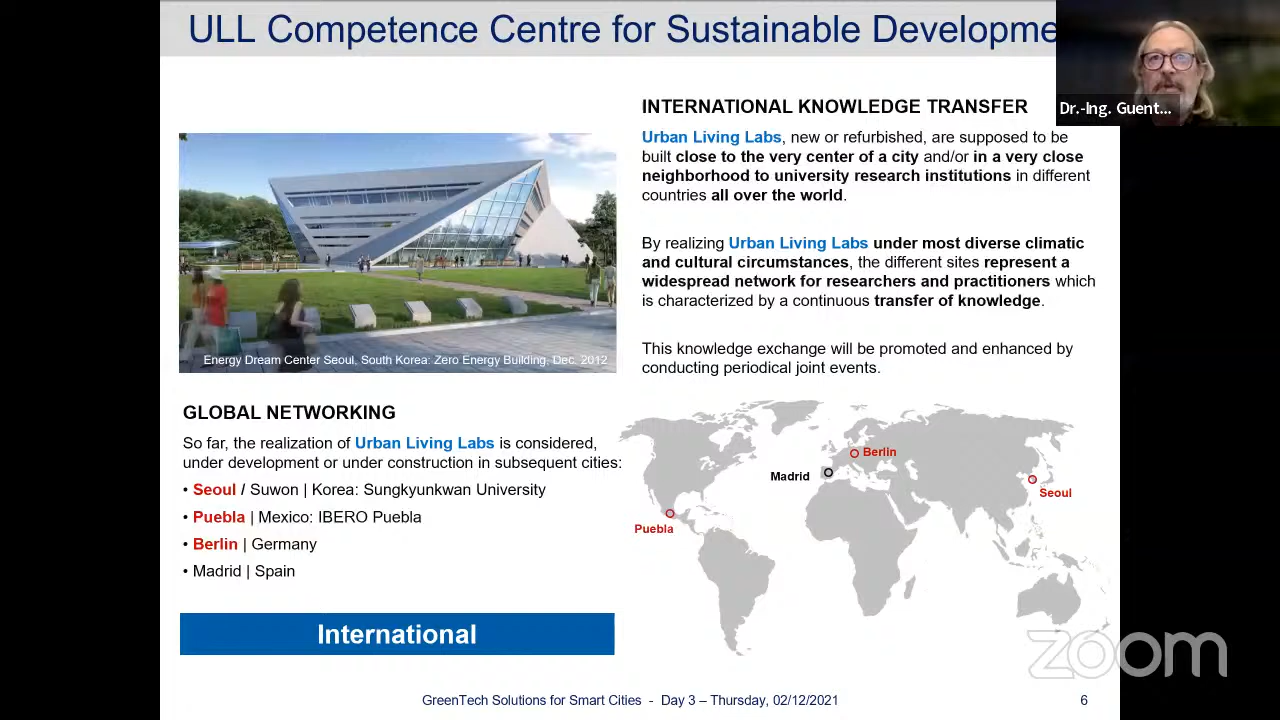 ULL Competence Centre for Sustainable Developme
Dr.-Ing. Guent...
INTERNATIONAL KNOWLEDGE TRANSFER
Urban Living Labs, new or refurbished, are supposed to be
built close to the very center of a city and/or in a very close
neighborhood to university research institutions in different
countries all over the world.
By realizing Urban Living Labs under most diverse climatic
and cultural circumstances, the different sites represent a
widespread network for researchers and practitioners which
is characterized by a continuous transfer of knowledge.
This knowledge exchange will be promoted and enhanced by
conducting periodical joint events.
Energy Dream Center Seoul, South Korea: Zero Energy Building, Dec. 2012
GLOBAL NETWORKING
So far, the realization of Urban Living Labs is considered,
under development or under construction in subsequent cities:
• Seoul / Suwon | Korea: Sungkyunkwan University
• Puebla | Mexico: IBERO Puebla
• Berlin | Germany
• Madrid | Spain
International
Berlin
Madrid
Seoul
Puebla
zoom
GreenTech Solutions for Smart Cities - Day 3 – Thursday, 02/12/2021
6